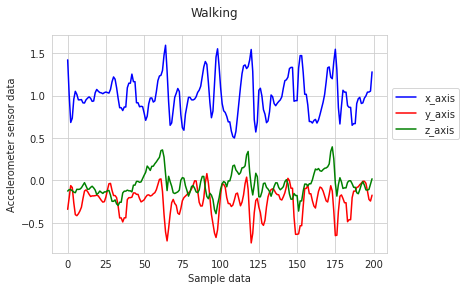 Walking
Accelerometer sensor data
1.5
1.0
0.5
0.0
−0.5
0 25 50 75 100 125 150 175 200
Sample data
x_axis
y_axis
z_axis